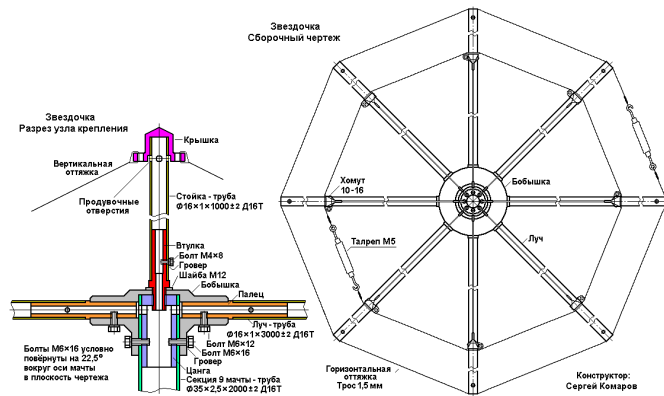 Звездочка
Сборочный чертеж
Звездочка
Разрез узла крепления
Крышка
Вертикальная
оттяжка
Продувочные
отверстия
Стойка - труба
Ф16×1×1000±2 Д16Т
Втулка
Болт М4×8
Гровер
Шайба М12
Бобышка
Палец
Луч - труба
Ф16×1×3000±2 Д16Т
Болт М6×12
Болт М6×16
Гровер
Цанга
Секция 9 мачты - труба
Ф35×2,5×2000±2 Д16Т
Болты М6×16 условно
повёрнуты на 22,5°
вокруг оси мачты
в плоскость чертежа
Хомут
10-16
Бобышка
Талреп М5
Луч
Горизонтальная
оттяжка
Трос 1,5 мм
Конструктор:
Сергей Комаров